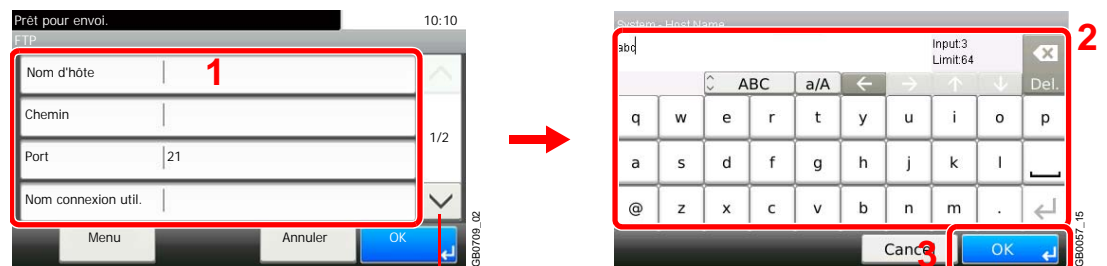 Prêt pour envoi. 10:10
FTP
Nom d'hôte 1
Chemin
1/2
Port 21
Nom connexion util.
Menu Annuler OK
GB0709_02
System - Host Name
2
abc Input:3
Limit:64
ABC a/A Del.
q w e r t y u i o p
a s d f g h j k l
@ z x c v b n m .
Cancel 3 OK
GB0057_15